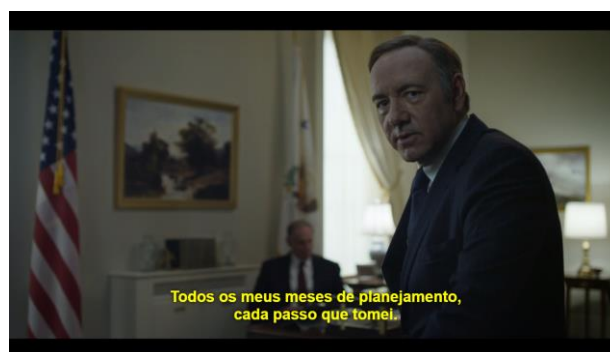 Todos os meus meses de planejamento,
cada passo que tomei.